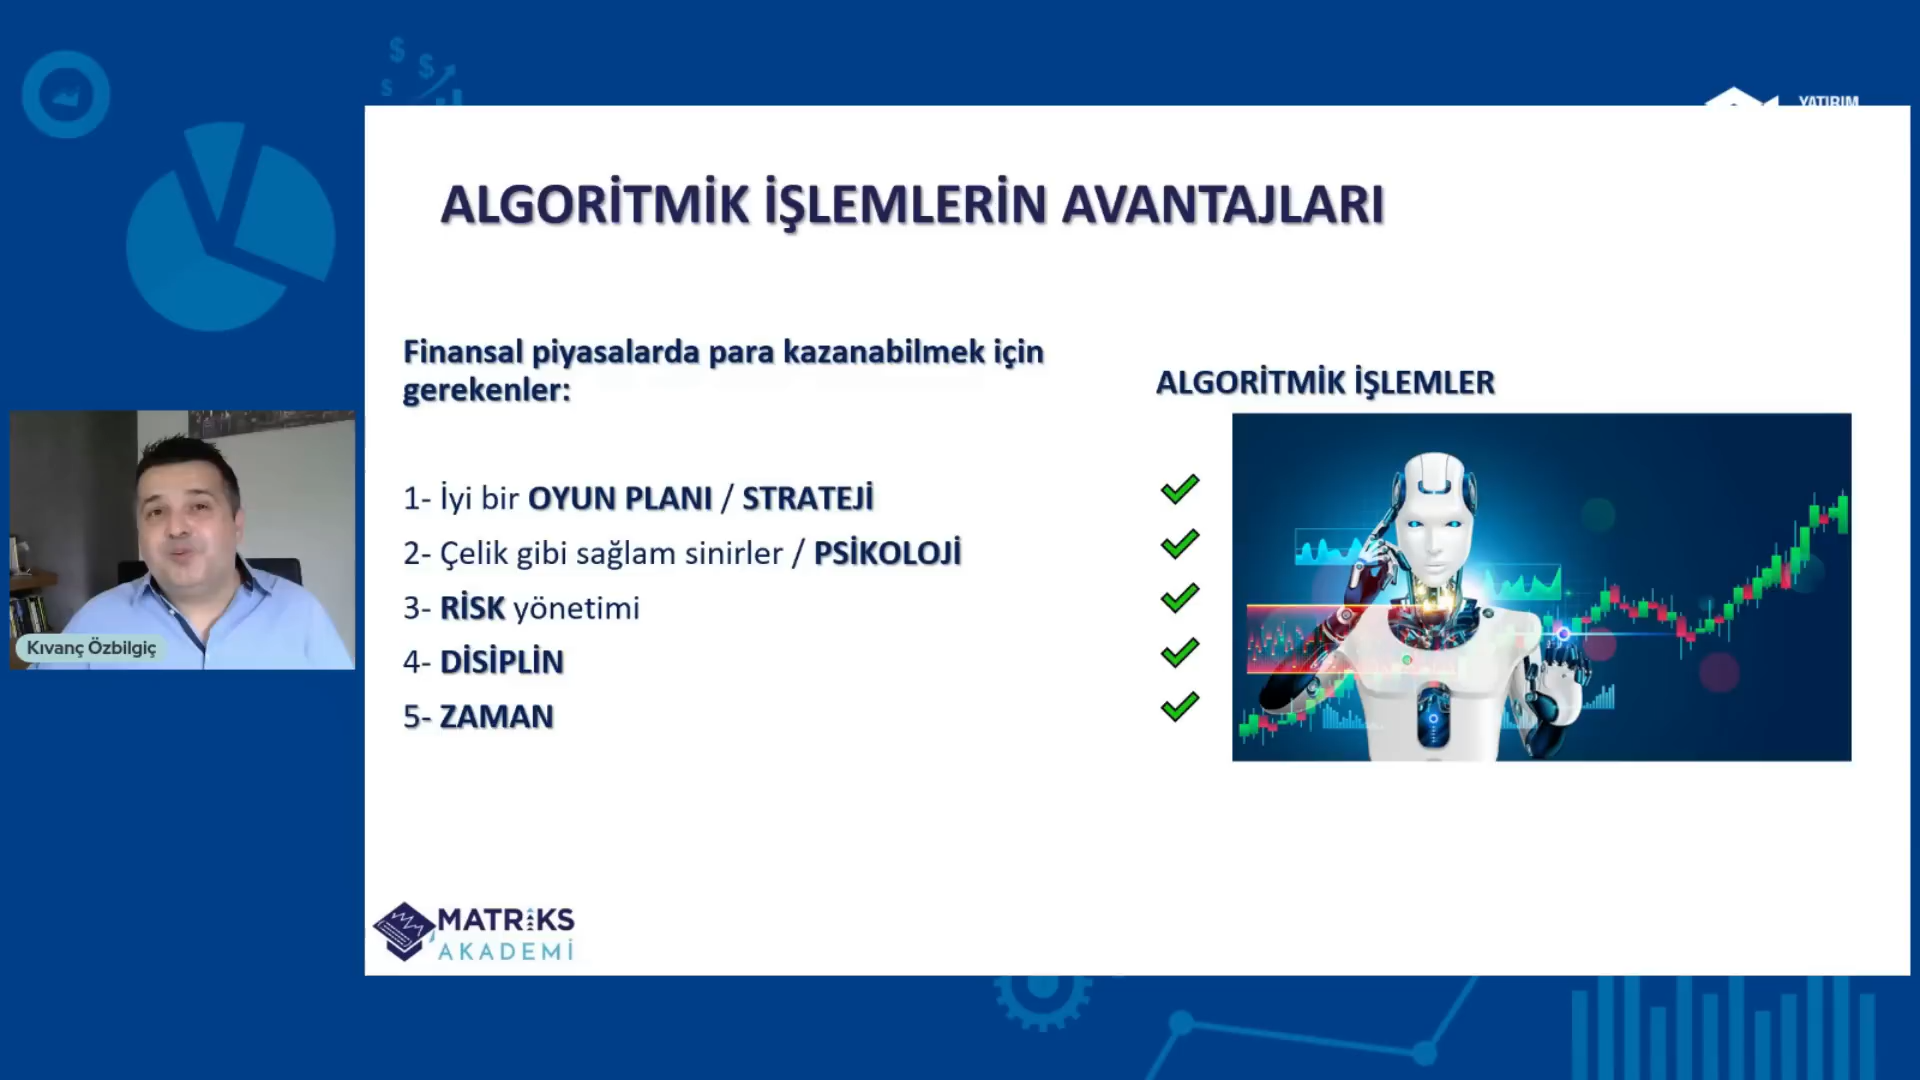 YATIRIM
ALGORİTMİK İŞLEMLERİN AVANTAJLARI
Finansal piyasalarda para kazanabilmek için
gerekenler:
1- İyi bir OYUN PLANI / STRATEJİ
2- Çelik gibi sağlam sinirler / PSİKOLOJİ
3- RİSK yönetimi
4- DİSİPLİN
5- ZAMAN
ALGORİTMİK İŞLEMLER
Kıvanç Özbilgiç
MATRİKS
AKADEMİ